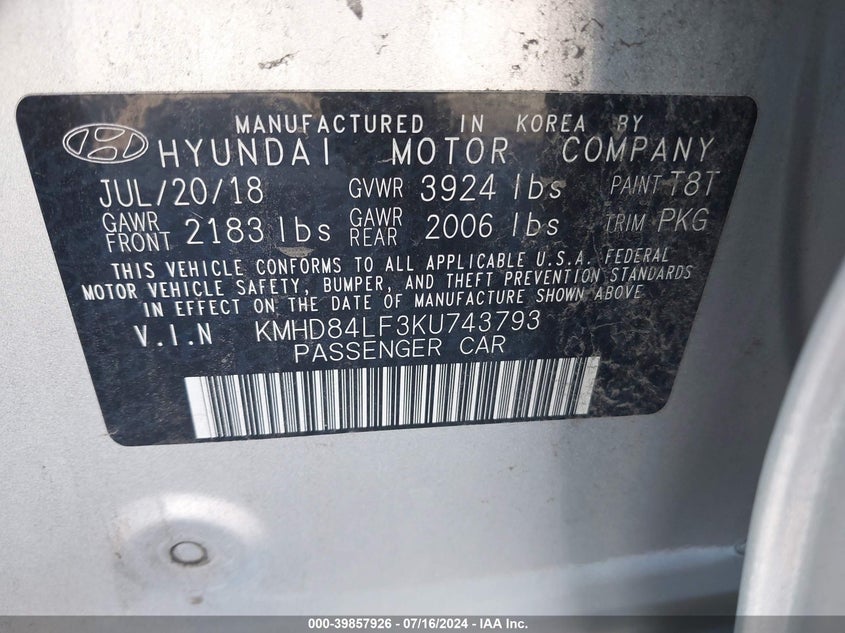 MANUFACTURED IN KOREA BY
HYUNDAI MOTOR COMPANY
JUL/20/18 GVWR 3924 lbs PAINT T8T
GAWR FRONT 2183 lbs GAWR REAR 2006 lbs TRIM PKG
THIS VEHICLE CONFORMS TO ALL APPLICABLE U.S.A. FEDERAL
MOTOR VEHICLE SAFETY, BUMPER, AND THEFT PREVENTION STANDARDS
IN EFFECT ON THE DATE OF MANUFACTURE SHOWN ABOVE.
V.I.N KMHD84LF3KU743793
PASSENGER CAR
000-39857926 - 07/16/2024 - IAA Inc.